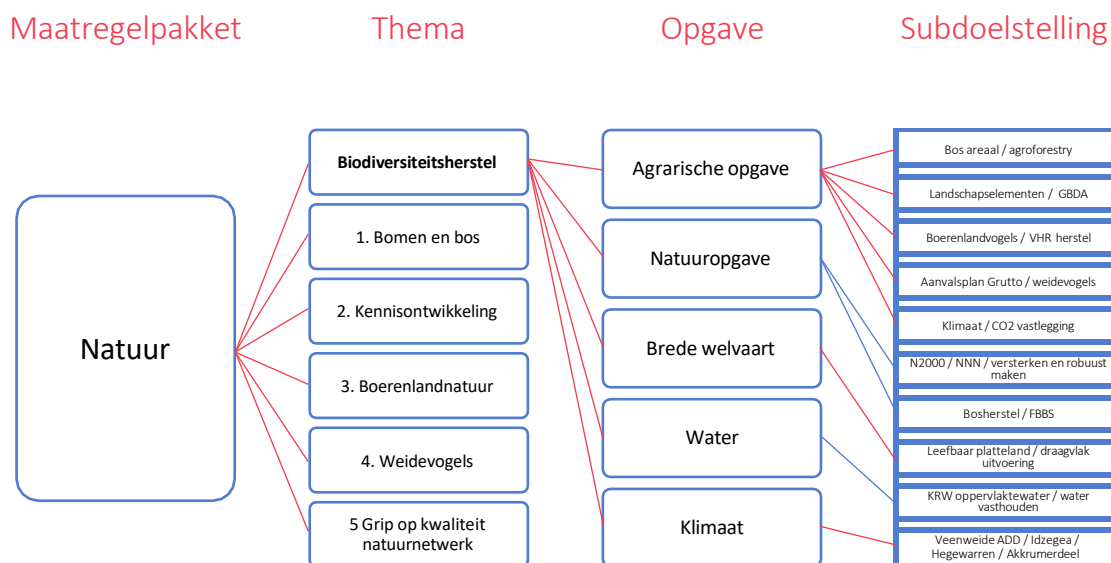 Maatregelpakket
Thema
Opgave
Subdoelstelling
Natuur
Biodiversiteitsherstel
1. Bomen en bos
2. Kennisontwikkeling
3. Boerenlandnatuur
4. Weidevogels
5 Grip op kwaliteit
natuurnetwerk
Agrarische opgave
Natuuropgave
Brede welvaart
Water
Klimaat
Bos areaal / agroforestry
Landschapselementen / GBDA
Boerenlandvogels / VHR herstel
Aanvalsplan Grutto / weidevogels
Klimaat / CO2 vastlegging
N2000 / NNN / versterken en robuust
maken
Bosherstel / FBBS
Leefbaar platteland / draagvlak
uitvoering
KRW oppervlaktewater / water
vasthouden
Veenweide ADD / Idzegea /
Hegewarren / Akkrumerdeel